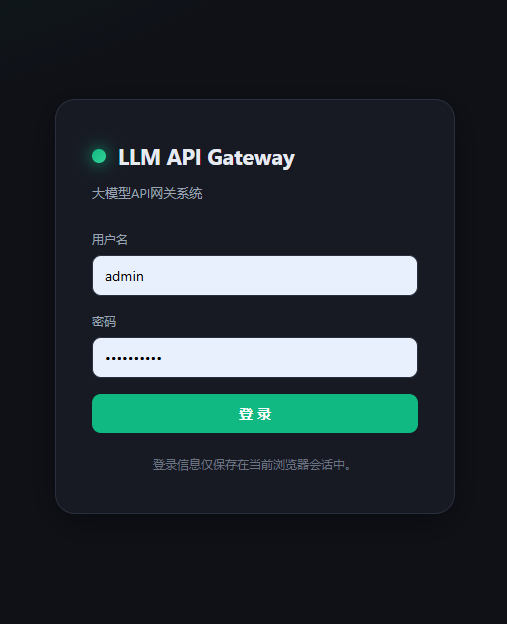 LLM API Gateway
大模型API网关系统
用户名
admin
密码
••••••••••
登 录
登录信息仅保存在当前浏览器会话中。